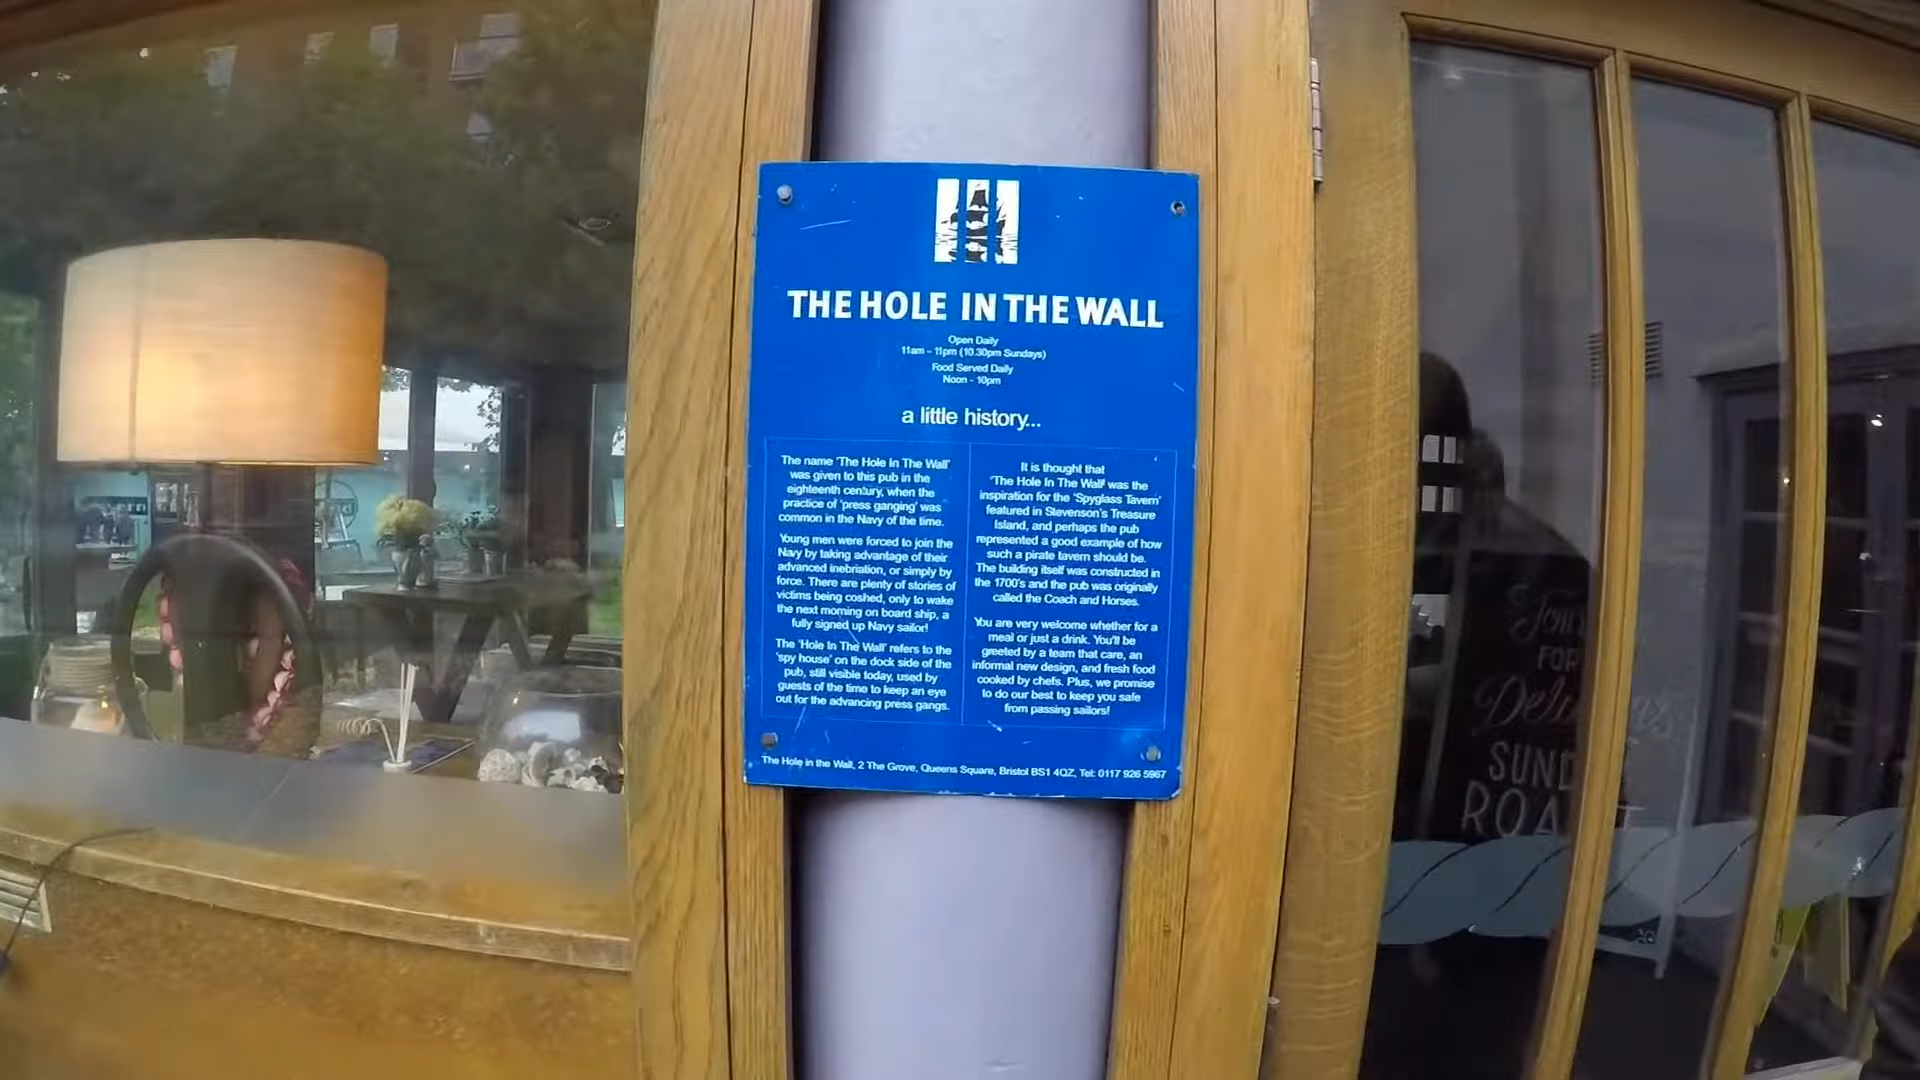 THE HOLE IN THE WALL
Open Daily
11am - 11pm (10.30pm Sundays)
Food Served Daily
Noon - 10pm
a little history...
The name 'The Hole In The Wall'
was given to this pub in the
eighteenth century, when the
practice of 'press ganging' was
common in the Navy of the time.
Young men were forced to join the
Navy by taking advantage of their
advanced inebriation, or simply by
force. There are plenty of stories of
victims being coshed, only to wake
the next morning on board ship, a
fully signed up Navy sailor!
The 'Hole In The Wall' refers to the
'spy house' on the dock side of the
pub, still visible today, used by
guests of the time to keep an eye
out for the advancing press gangs.
It is thought that
'The Hole In The Wall' was the
inspiration for the 'Spyglass Tavern'
featured in Stevenson's Treasure
Island, and perhaps the pub
represented a good example of how
such a pirate tavern should be.
The building itself was constructed in
the 1700's and the pub was originally
called the Coach and Horses.
You are very welcome whether for a
meal or just a drink. You'll be
greeted by a team that care, an
informal new design, and fresh food
cooked by chefs. Plus, we promise
to do our best to keep you safe
from passing sailors!
The Hole in the Wall, 2 The Grove, Queens Square, Bristol BS1 4QZ, Tel: 0117 926 5967
FOR